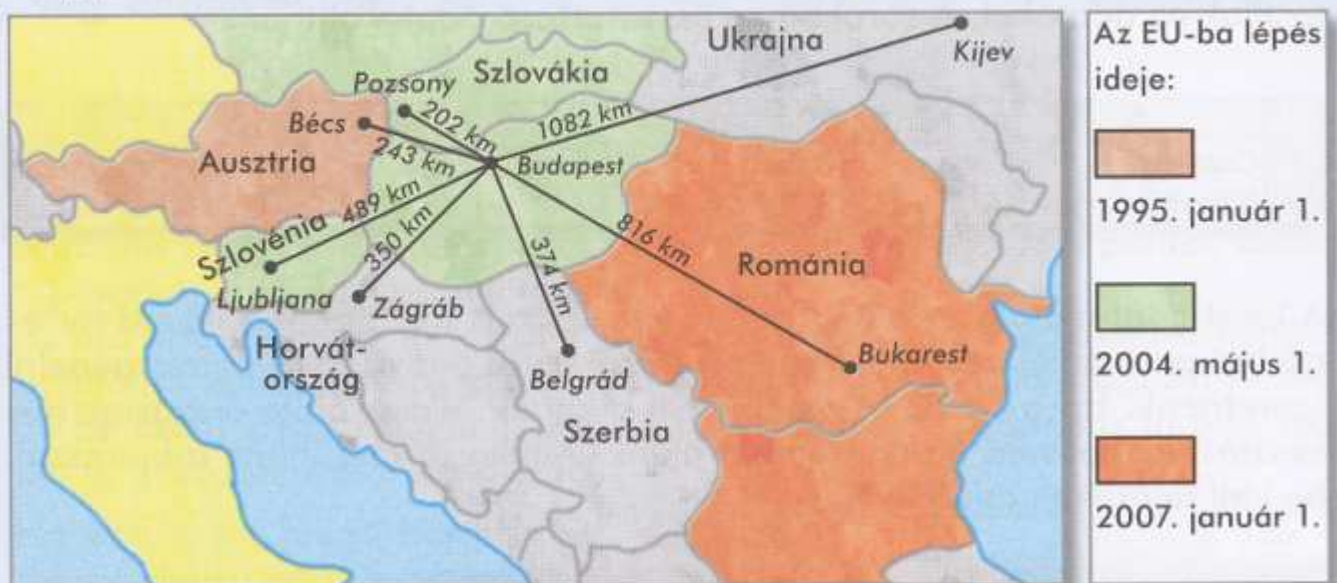 Ukrajna
Kijev
Szlovákia
Pozsony
202 km
1082 km
Bécs
243 km
Budapest
Ausztria
489 km
Szlovénia
350 km
374 km
816 km
Románia
Ljubljana
Zágráb
Horvát-
ország
Belgrád
Bukarest
Szerbia
Az EU-ba lépés
ideje:
1995. január 1.
2004. május 1.
2007. január 1.